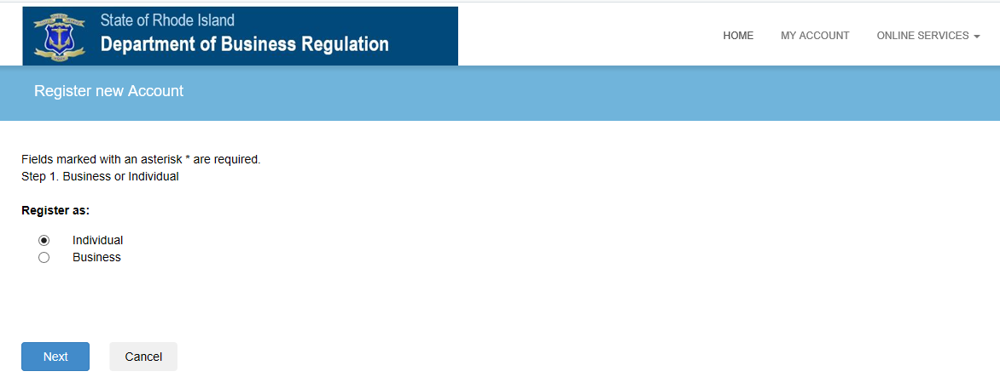 State of Rhode Island
Department of Business Regulation
HOME MY ACCOUNT ONLINE SERVICES
Register new Account
Fields marked with an asterisk * are required.
Step 1. Business or Individual
Register as:
Individual
Business
Next Cancel